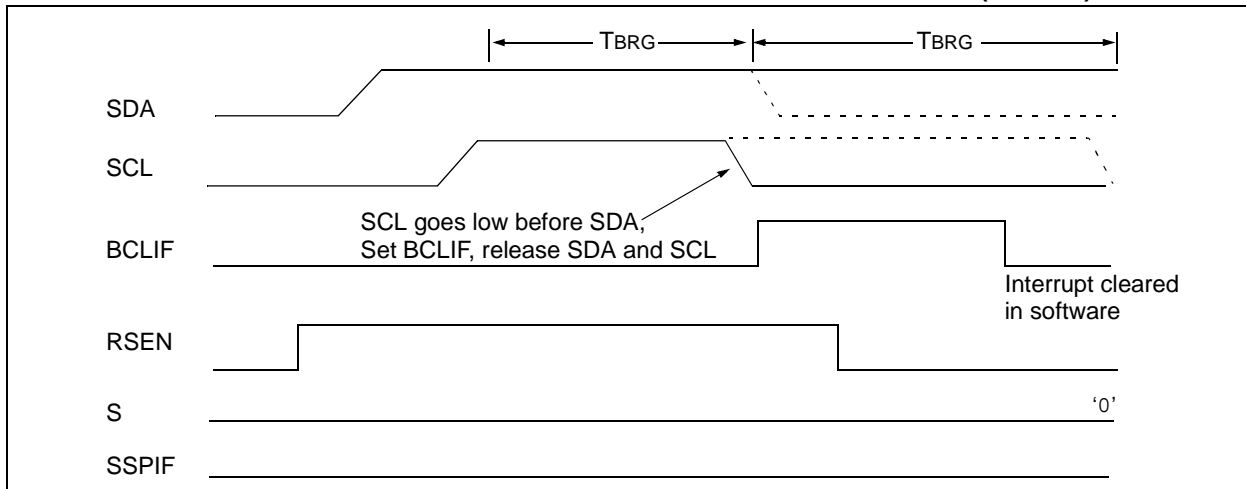 TBRG
TBRG
SDA
SCL
SCL goes low before SDA,
Set BCLIF, release SDA and SCL
BCLIF
Interrupt cleared
in software
RSEN
S
‘0’
SSPIF